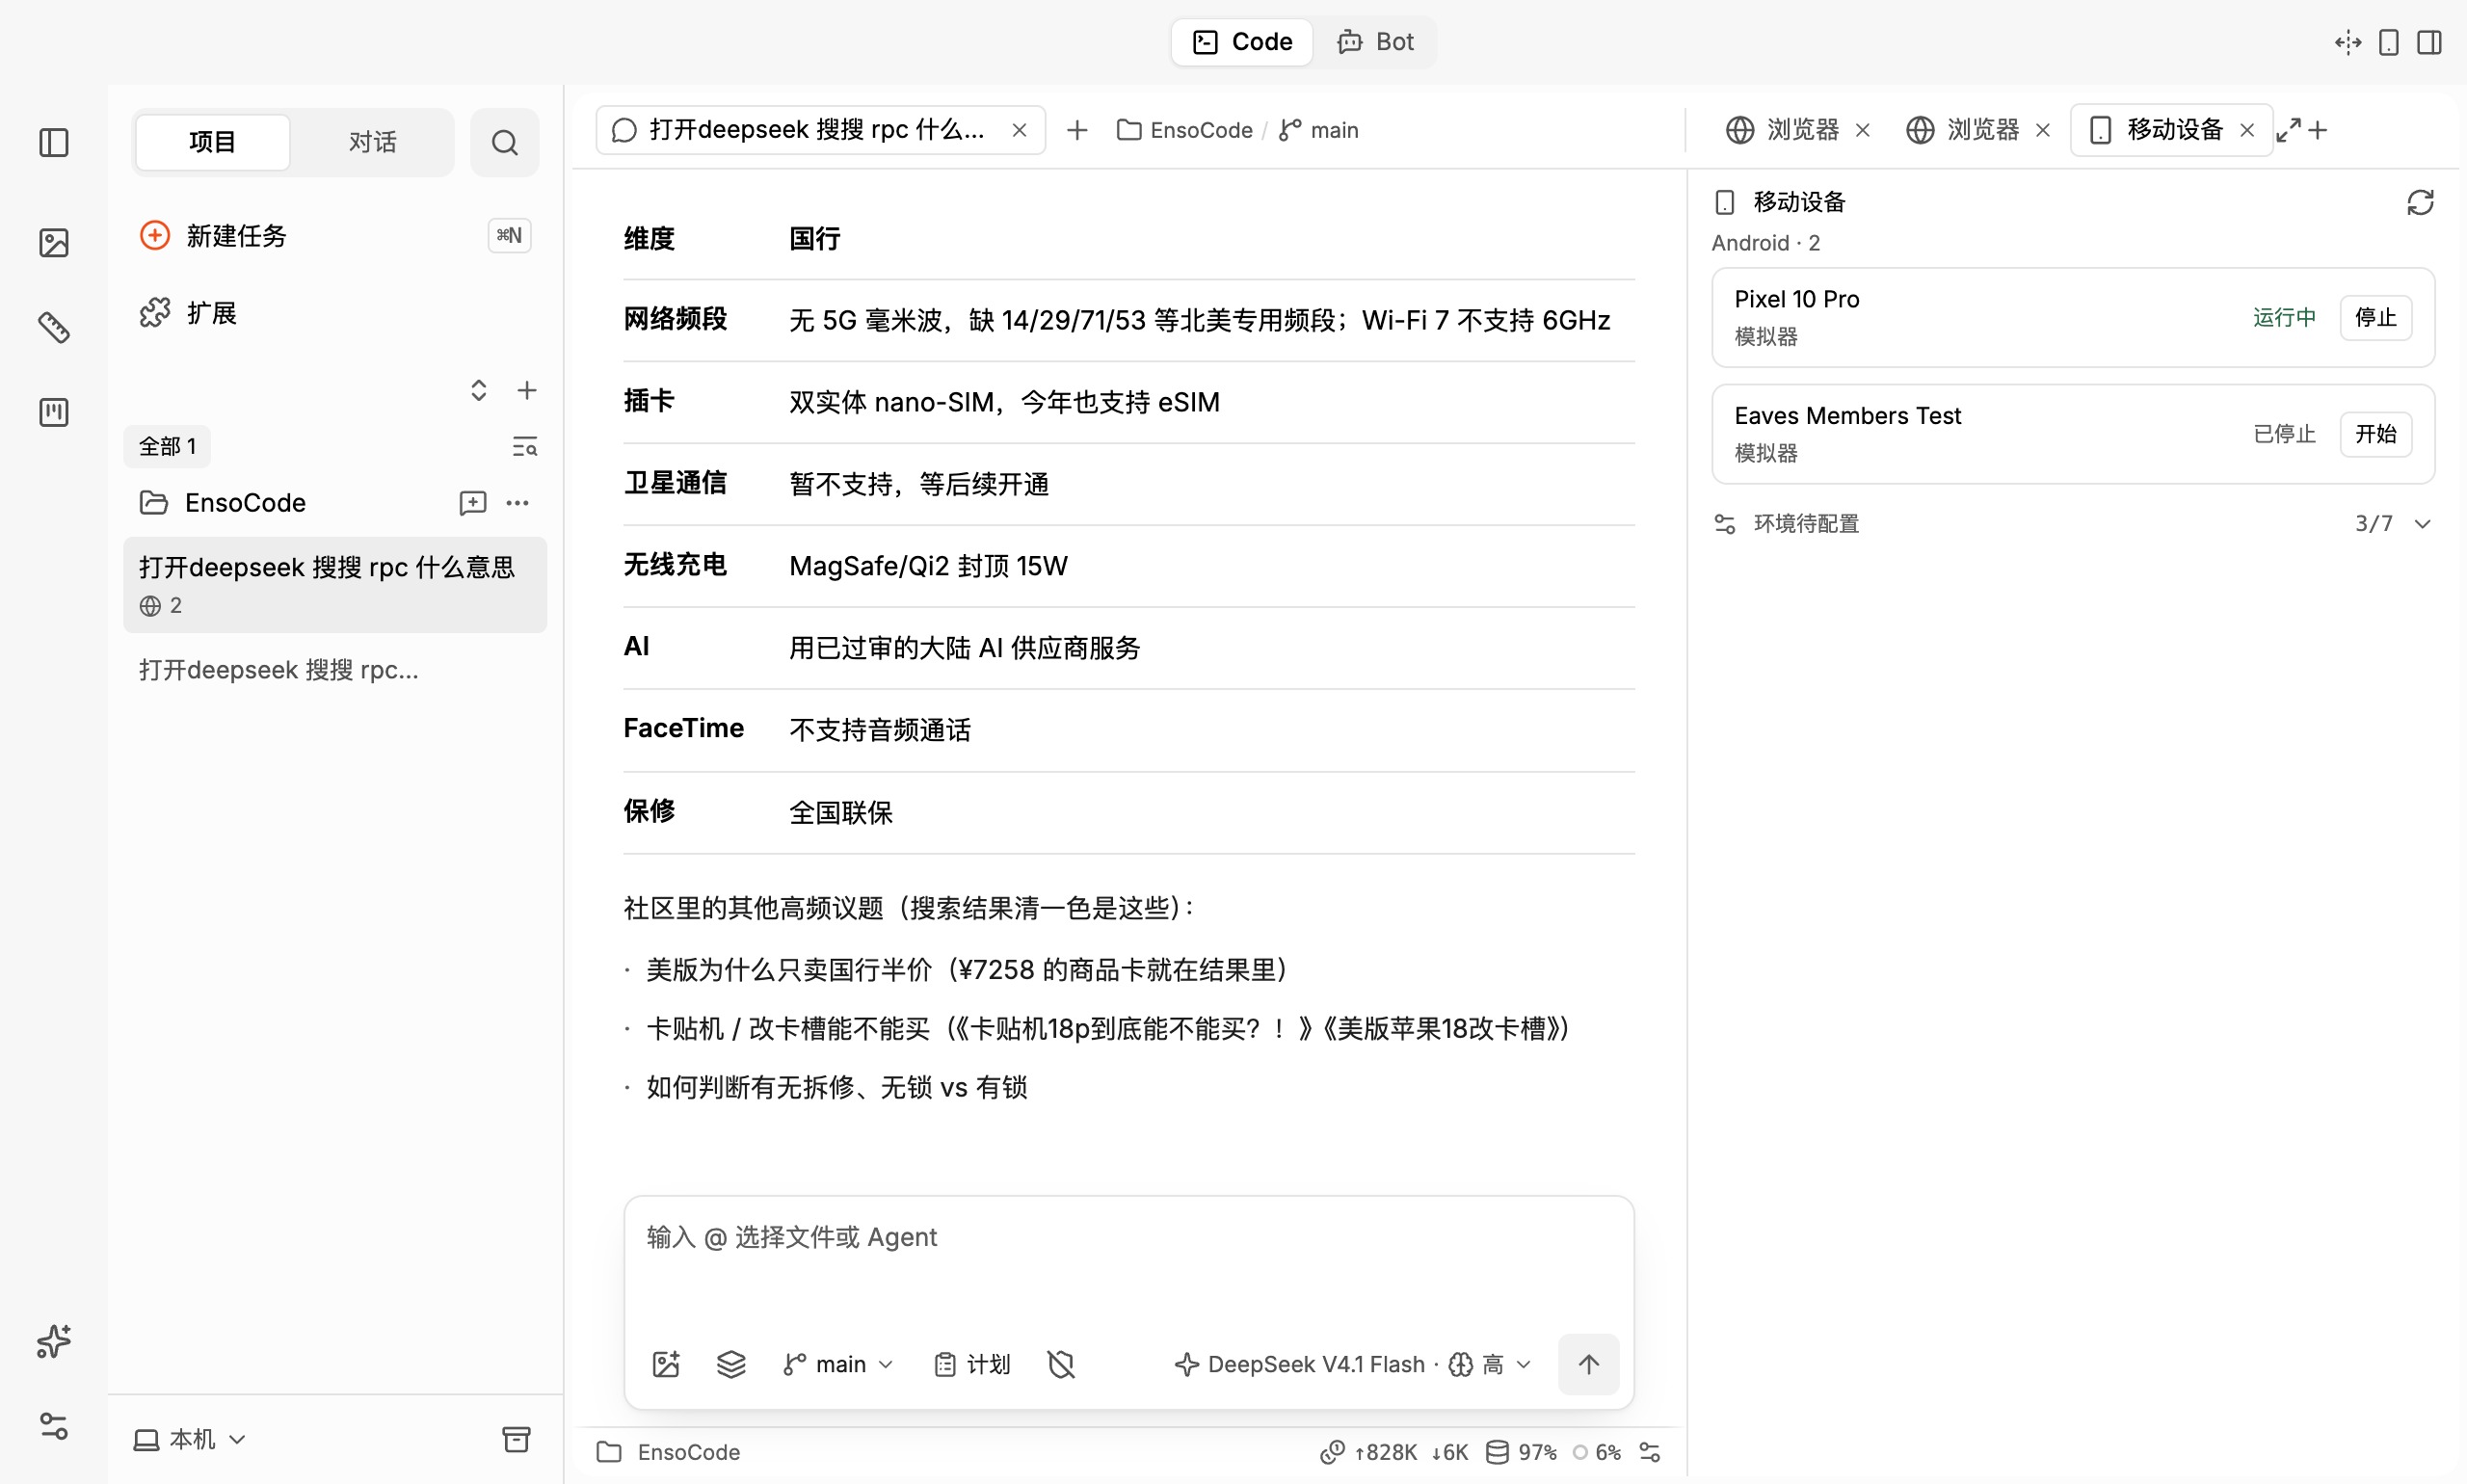 Code
Bot
项目
对话
新建任务
⌘N
扩展
全部 1
EnsoCode
打开deepseek 搜搜 rpc 什么意思
2
打开deepseek 搜搜 rpc...
本机
打开deepseek 搜搜 rpc 什么...
EnsoCode / main
维度 国行
网络频段 无 5G 毫米波，缺 14/29/71/53 等北美专用频段；Wi-Fi 7 不支持 6GHz
插卡 双实体 nano-SIM，今年也支持 eSIM
卫星通信 暂不支持，等后续开通
无线充电 MagSafe/Qi2 封顶 15W
AI 用已过审的大陆 AI 供应商服务
FaceTime 不支持音频通话
保修 全国联保
社区里的其他高频议题（搜索结果清一色是这些）：
· 美版为什么只卖国行半价（¥7258 的商品卡就在结果里）
· 卡贴机 / 改卡槽能不能买（《卡贴机18p到底能不能买？！》《美版苹果18改卡槽》）
· 如何判断有无拆修、无锁 vs 有锁
输入 @ 选择文件或 Agent
main
计划
DeepSeek V4.1 Flash · 高
EnsoCode
↑828K ↓6K 97% 6%
浏览器
浏览器
移动设备
移动设备
Android · 2
Pixel 10 Pro
模拟器
运行中
停止
Eaves Members Test
模拟器
已停止
开始
环境待配置
3/7